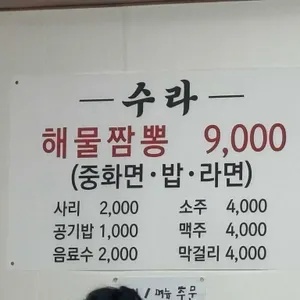 수라
해물짬뽕 9,000
(중화면·밥·라면)
사리 2,000 소주 4,000
공기밥 1,000 맥주 4,000
음료수 2,000 막걸리 4,000
주문